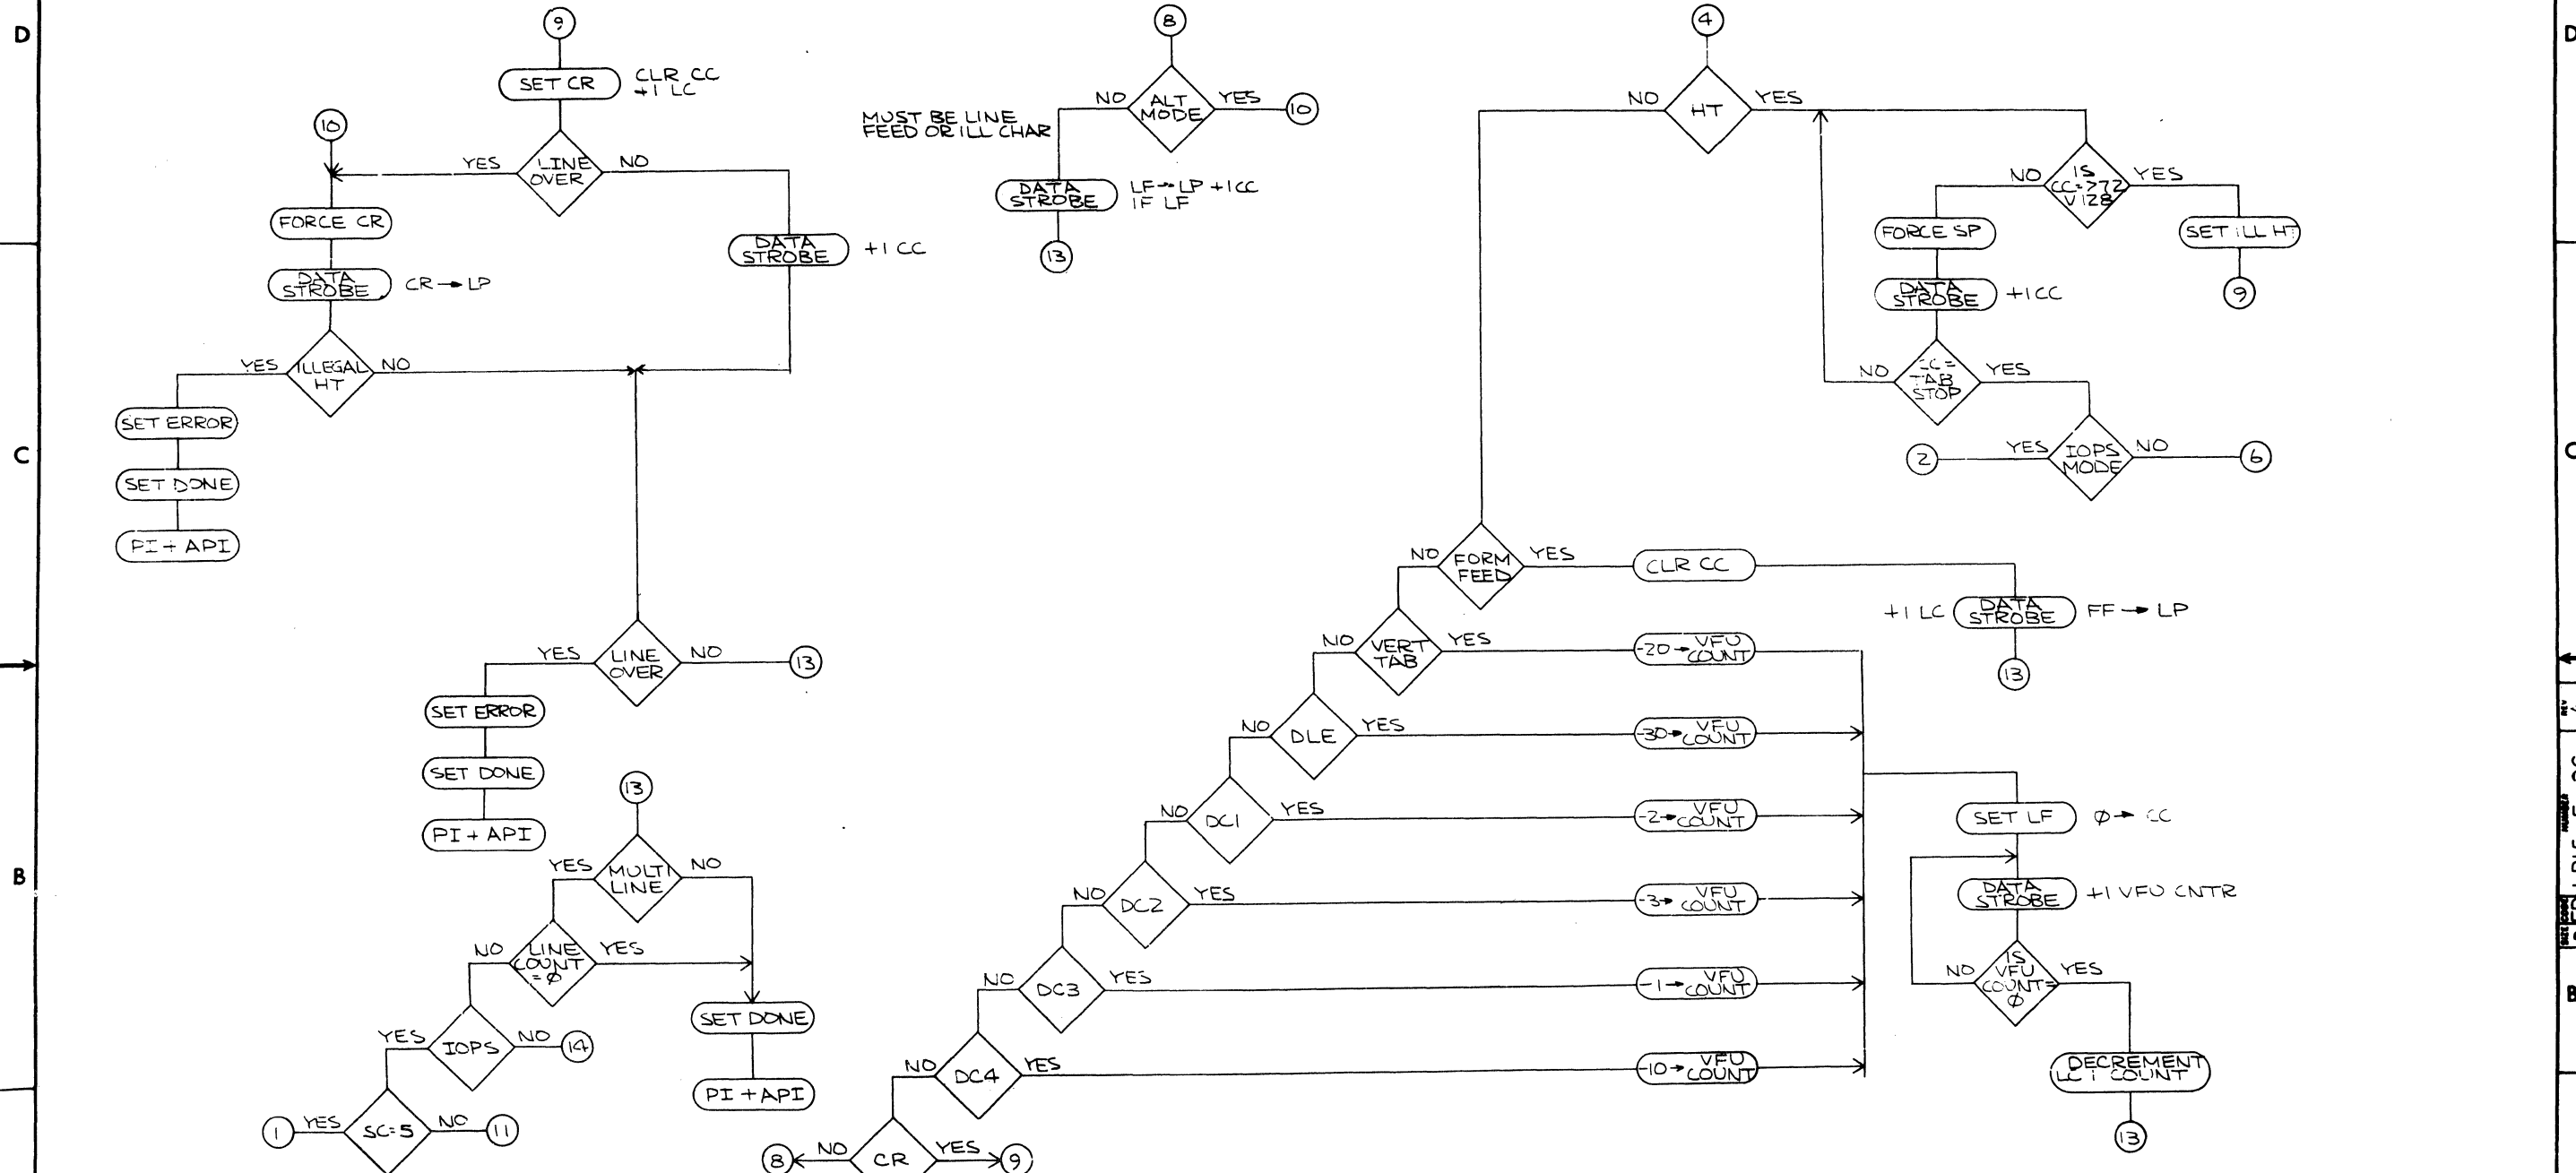 D
9
SET CR
CLR CC
+1 LC
10
YES
LINE
OVER
NO
FORCE CR
DATA
STROBE
CR→LP
DATA
STROBE
+1 CC
YES
ILLEGAL
HT
NO
SET ERROR
SET DONE
PI + API
C
YES
LINE
OVER
NO
13
SET ERROR
SET DONE
PI + API
B
13
YES
MULTI
LINE
NO
NO
LINE
COUNT
=Ø
YES
YES
IOPS
NO
14
SET DONE
PI + API
1
YES
SC=5
NO
11
8
NO
ALT
MODE
YES
10
MUST BE LINE
FEED OR ILL CHAR
DATA
STROBE
LF→LP +1CC
IF LF
13
4
NO
HT
YES
NO
IS
CC=>72
V128
YES
FORCE SP
SET ILL HT
DATA
STROBE
+1CC
9
NO
CC=
TAB
STOP
YES
2
YES
IOPS
MODE
NO
6
NO
FORM
FEED
YES
CLR CC
+1 LC
DATA
STROBE
FF→LP
13
NO
VERT
TAB
YES
-20→VFU
COUNT
NO
DLE
YES
-30→VFU
COUNT
NO
DC1
YES
-2→VFU
COUNT
NO
DC2
YES
-3→VFU
COUNT
NO
DC3
YES
-1→VFU
COUNT
NO
DC4
YES
-10→VFU
COUNT
8
NO
CR
YES
9
SET LF
Ø→CC
DATA
STROBE
+1 VFU CNTR
NO
IS
VFU
COUNT=
Ø
YES
DECREMENT
LC 1 COUNT
13
D
B
REV
NUMBER
SIZE CODE